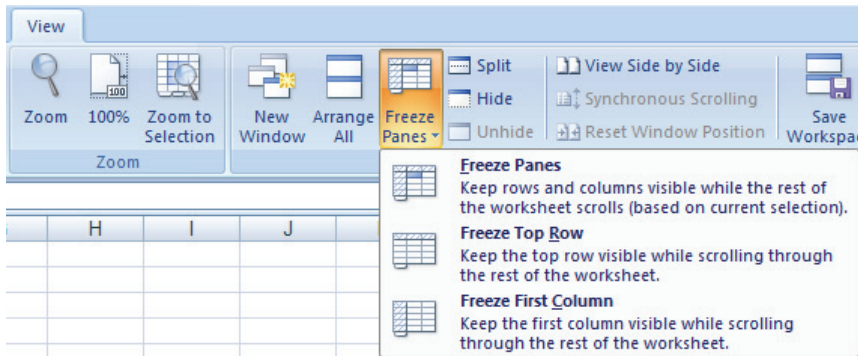 View
Zoom
100%
Zoom to
Selection
New
Window
Arrange
All
Freeze
Panes
Split
Hide
Unhide
View Side by Side
Synchronous Scrolling
Reset Window Position
Save
Zoom
100
Freeze Panes
Keep rows and columns visible while the rest of
the worksheet scrolls (based on current selection).
Freeze Top Row
Keep the top row visible while scrolling through
the rest of the worksheet.
Freeze First Column
Keep the first column visible while scrolling
through the rest of the worksheet.
H I J